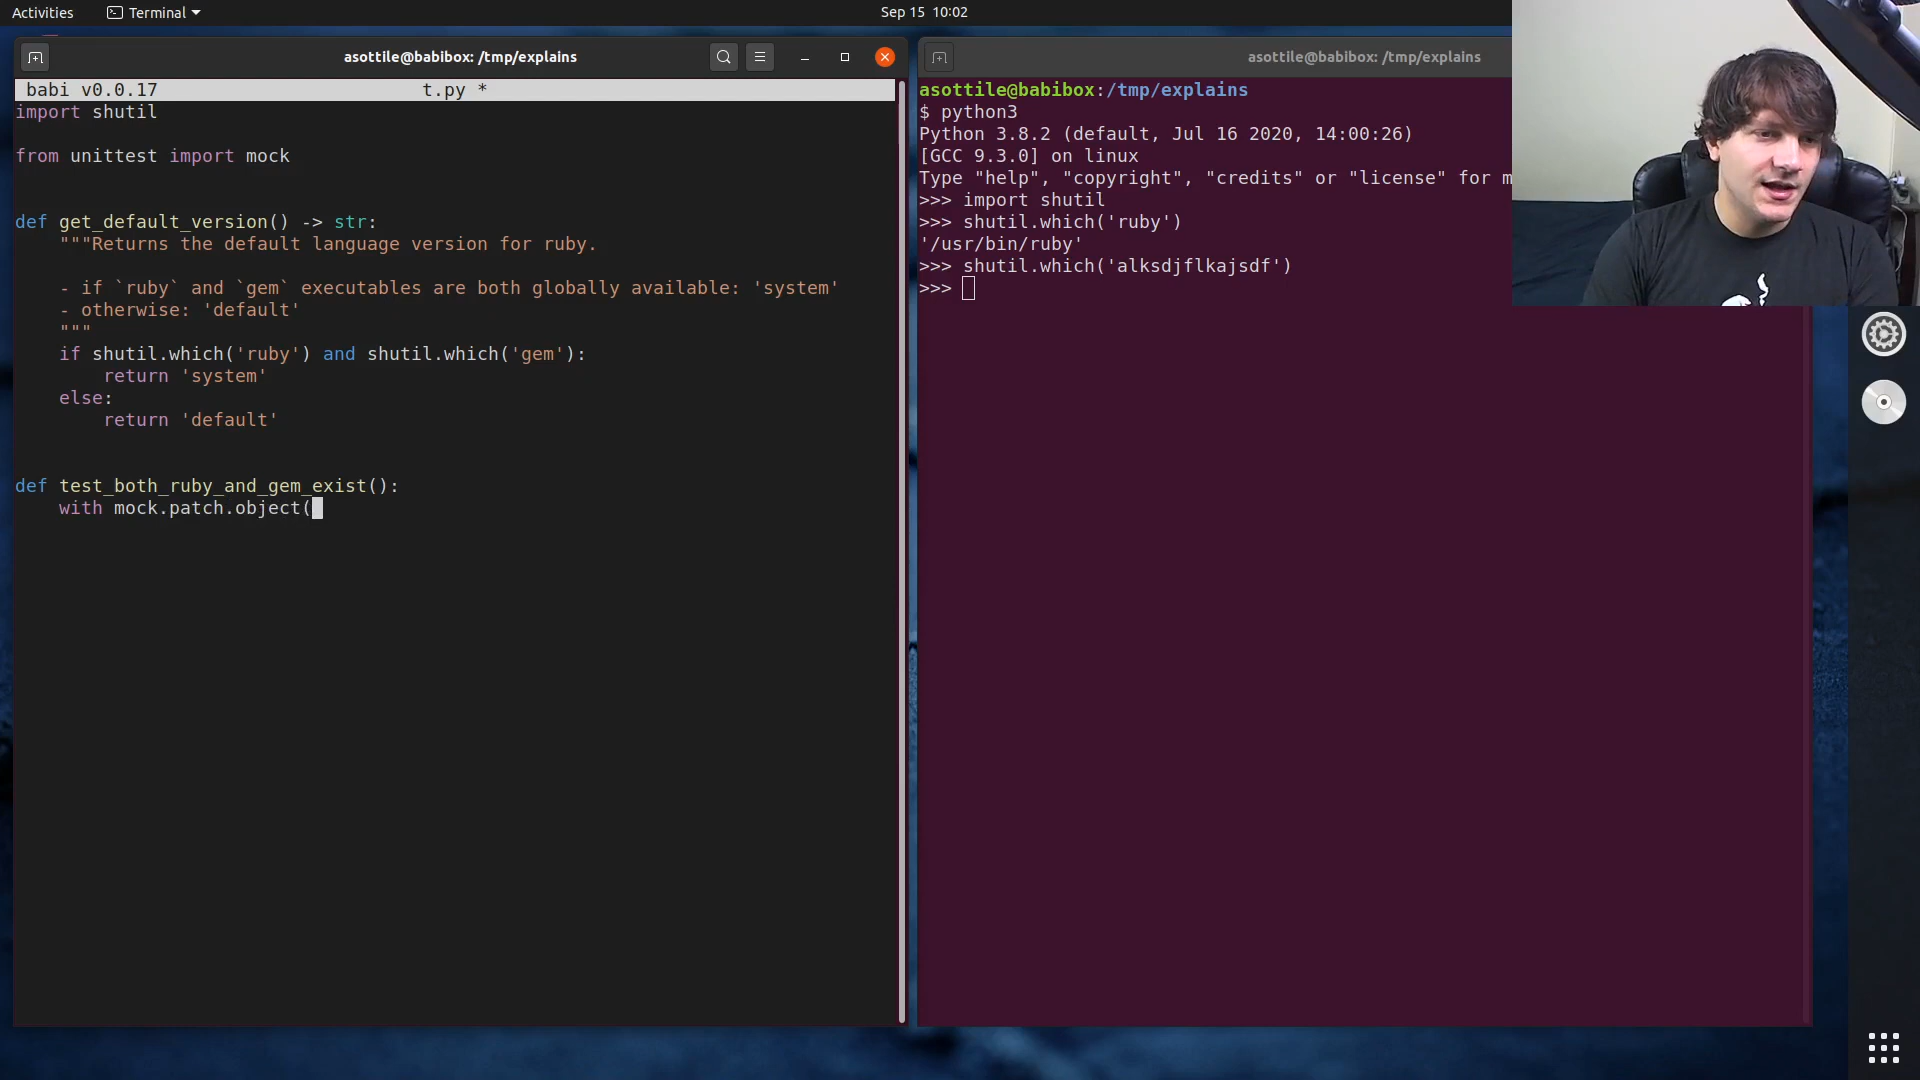 Activities
Terminal
Sep 15 10:02
asottile@babibox: /tmp/explains
babi v0.0.17
t.py *
import shutil
from unittest import mock
def get_default_version() -> str:
"""Returns the default language version for ruby.
- if `ruby` and `gem` executables are both globally available: 'system'
- otherwise: 'default'
"""
if shutil.which('ruby') and shutil.which('gem'):
return 'system'
else:
return 'default'
def test_both_ruby_and_gem_exist():
with mock.patch.object(
asottile@babibox: /tmp/explains
asottile@babibox:/tmp/explains
$ python3
Python 3.8.2 (default, Jul 16 2020, 14:00:26)
[GCC 9.3.0] on linux
Type "help", "copyright", "credits" or "license" for m
>>> import shutil
>>> shutil.which('ruby')
'/usr/bin/ruby'
>>> shutil.which('alksdjflkajsdf')
>>>